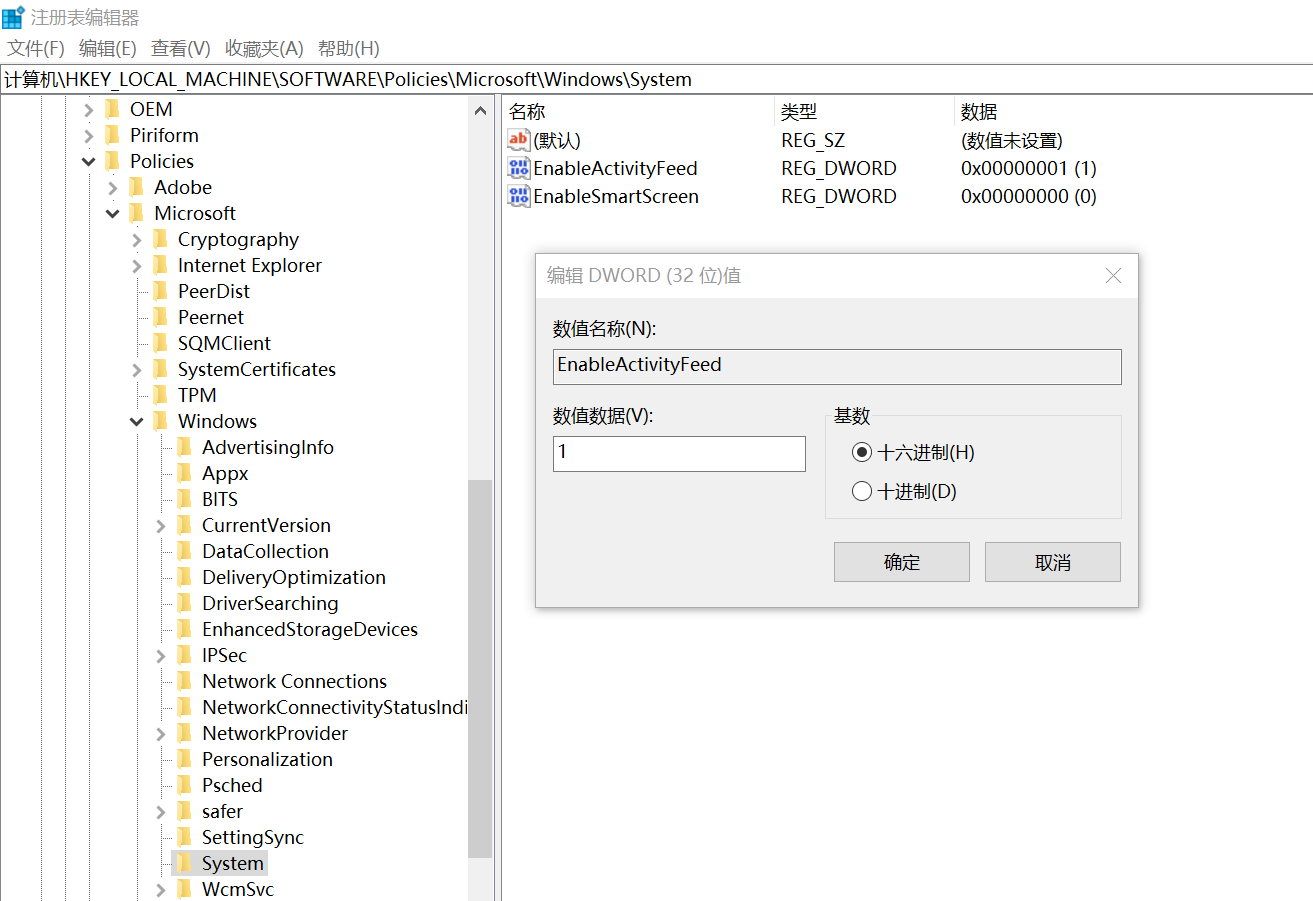 注册表编辑器
文件(F) 编辑(E) 查看(V) 收藏夹(A) 帮助(H)
计算机\HKEY_LOCAL_MACHINE\SOFTWARE\Policies\Microsoft\Windows\System
OEM
Piriform
Policies
Adobe
Microsoft
Cryptography
Internet Explorer
PeerDist
Peernet
SQMClient
SystemCertificates
TPM
Windows
AdvertisingInfo
Appx
BITS
CurrentVersion
DataCollection
DeliveryOptimization
DriverSearching
EnhancedStorageDevices
IPSec
Network Connections
NetworkConnectivityStatusIndi
NetworkProvider
Personalization
Psched
safer
SettingSync
System
WcmSvc
名称 类型 数据
(默认) REG_SZ (数值未设置)
EnableActivityFeed REG_DWORD 0x00000001 (1)
EnableSmartScreen REG_DWORD 0x00000000 (0)
编辑 DWORD (32 位)值
数值名称(N):
EnableActivityFeed
数值数据(V):
1
基数
十六进制(H)
十进制(D)
确定 取消